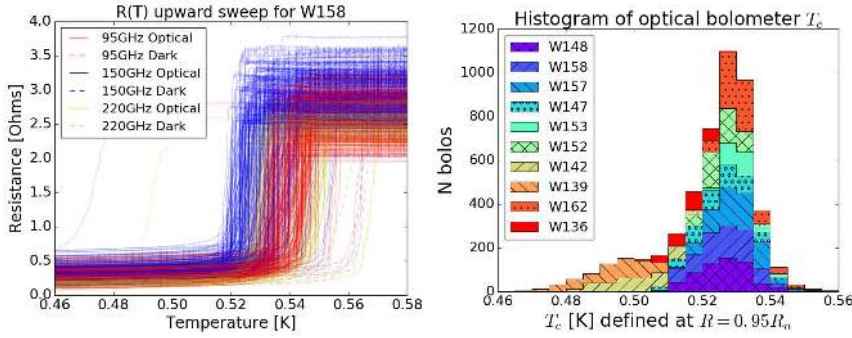 R(T) upward sweep for W158
Resistance [Ohms]
4.0
3.5
3.0
2.5
2.0
1.5
1.0
0.5
0.0
95GHz Optical
95GHz Dark
150GHz Optical
150GHz Dark
220GHz Optical
220GHz Dark
0.46 0.48 0.50 0.52 0.54 0.56 0.58
Temperature [K]
Histogram of optical bolometer T_c
N bolos
1200
1000
800
600
400
200
0
W148
W158
W157
W147
W153
W152
W142
W139
W162
W136
0.46 0.48 0.50 0.52 0.54 0.56 0.58
T_c [K] defined at R = 0.95R_n